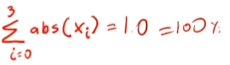 3
∑ abs(xᵢ) = 1.0 = 100%
i=0